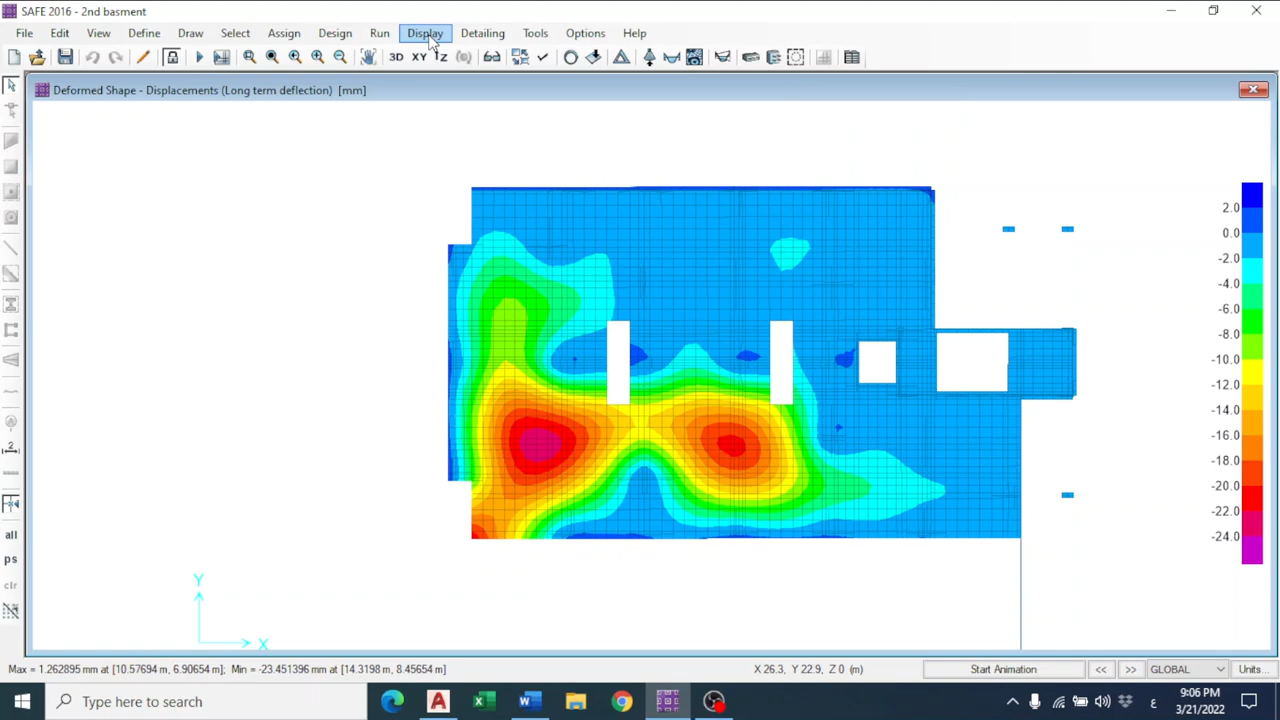 SAFE 2016 - 2nd basment
File Edit View Define Draw Select Assign Design Run Display Detailing Tools Options Help
3D XY
Deformed Shape - Displacements (Long term deflection) [mm]
2.0
0.0
-2.0
-4.0
-6.0
-8.0
-10.0
-12.0
-14.0
-16.0
-18.0
-20.0
-22.0
-24.0
2
all
ps
clr
Y
X
Max = 1.262895 mm at [10.57694 m, 6.90654 m]; Min = -23.451396 mm at [14.3198 m, 8.45654 m]
X 26.3, Y 22.9, Z 0 (m)
Start Animation
<<
>>
GLOBAL
Units...
Type here to search
ع
9:06 PM
3/21/2022